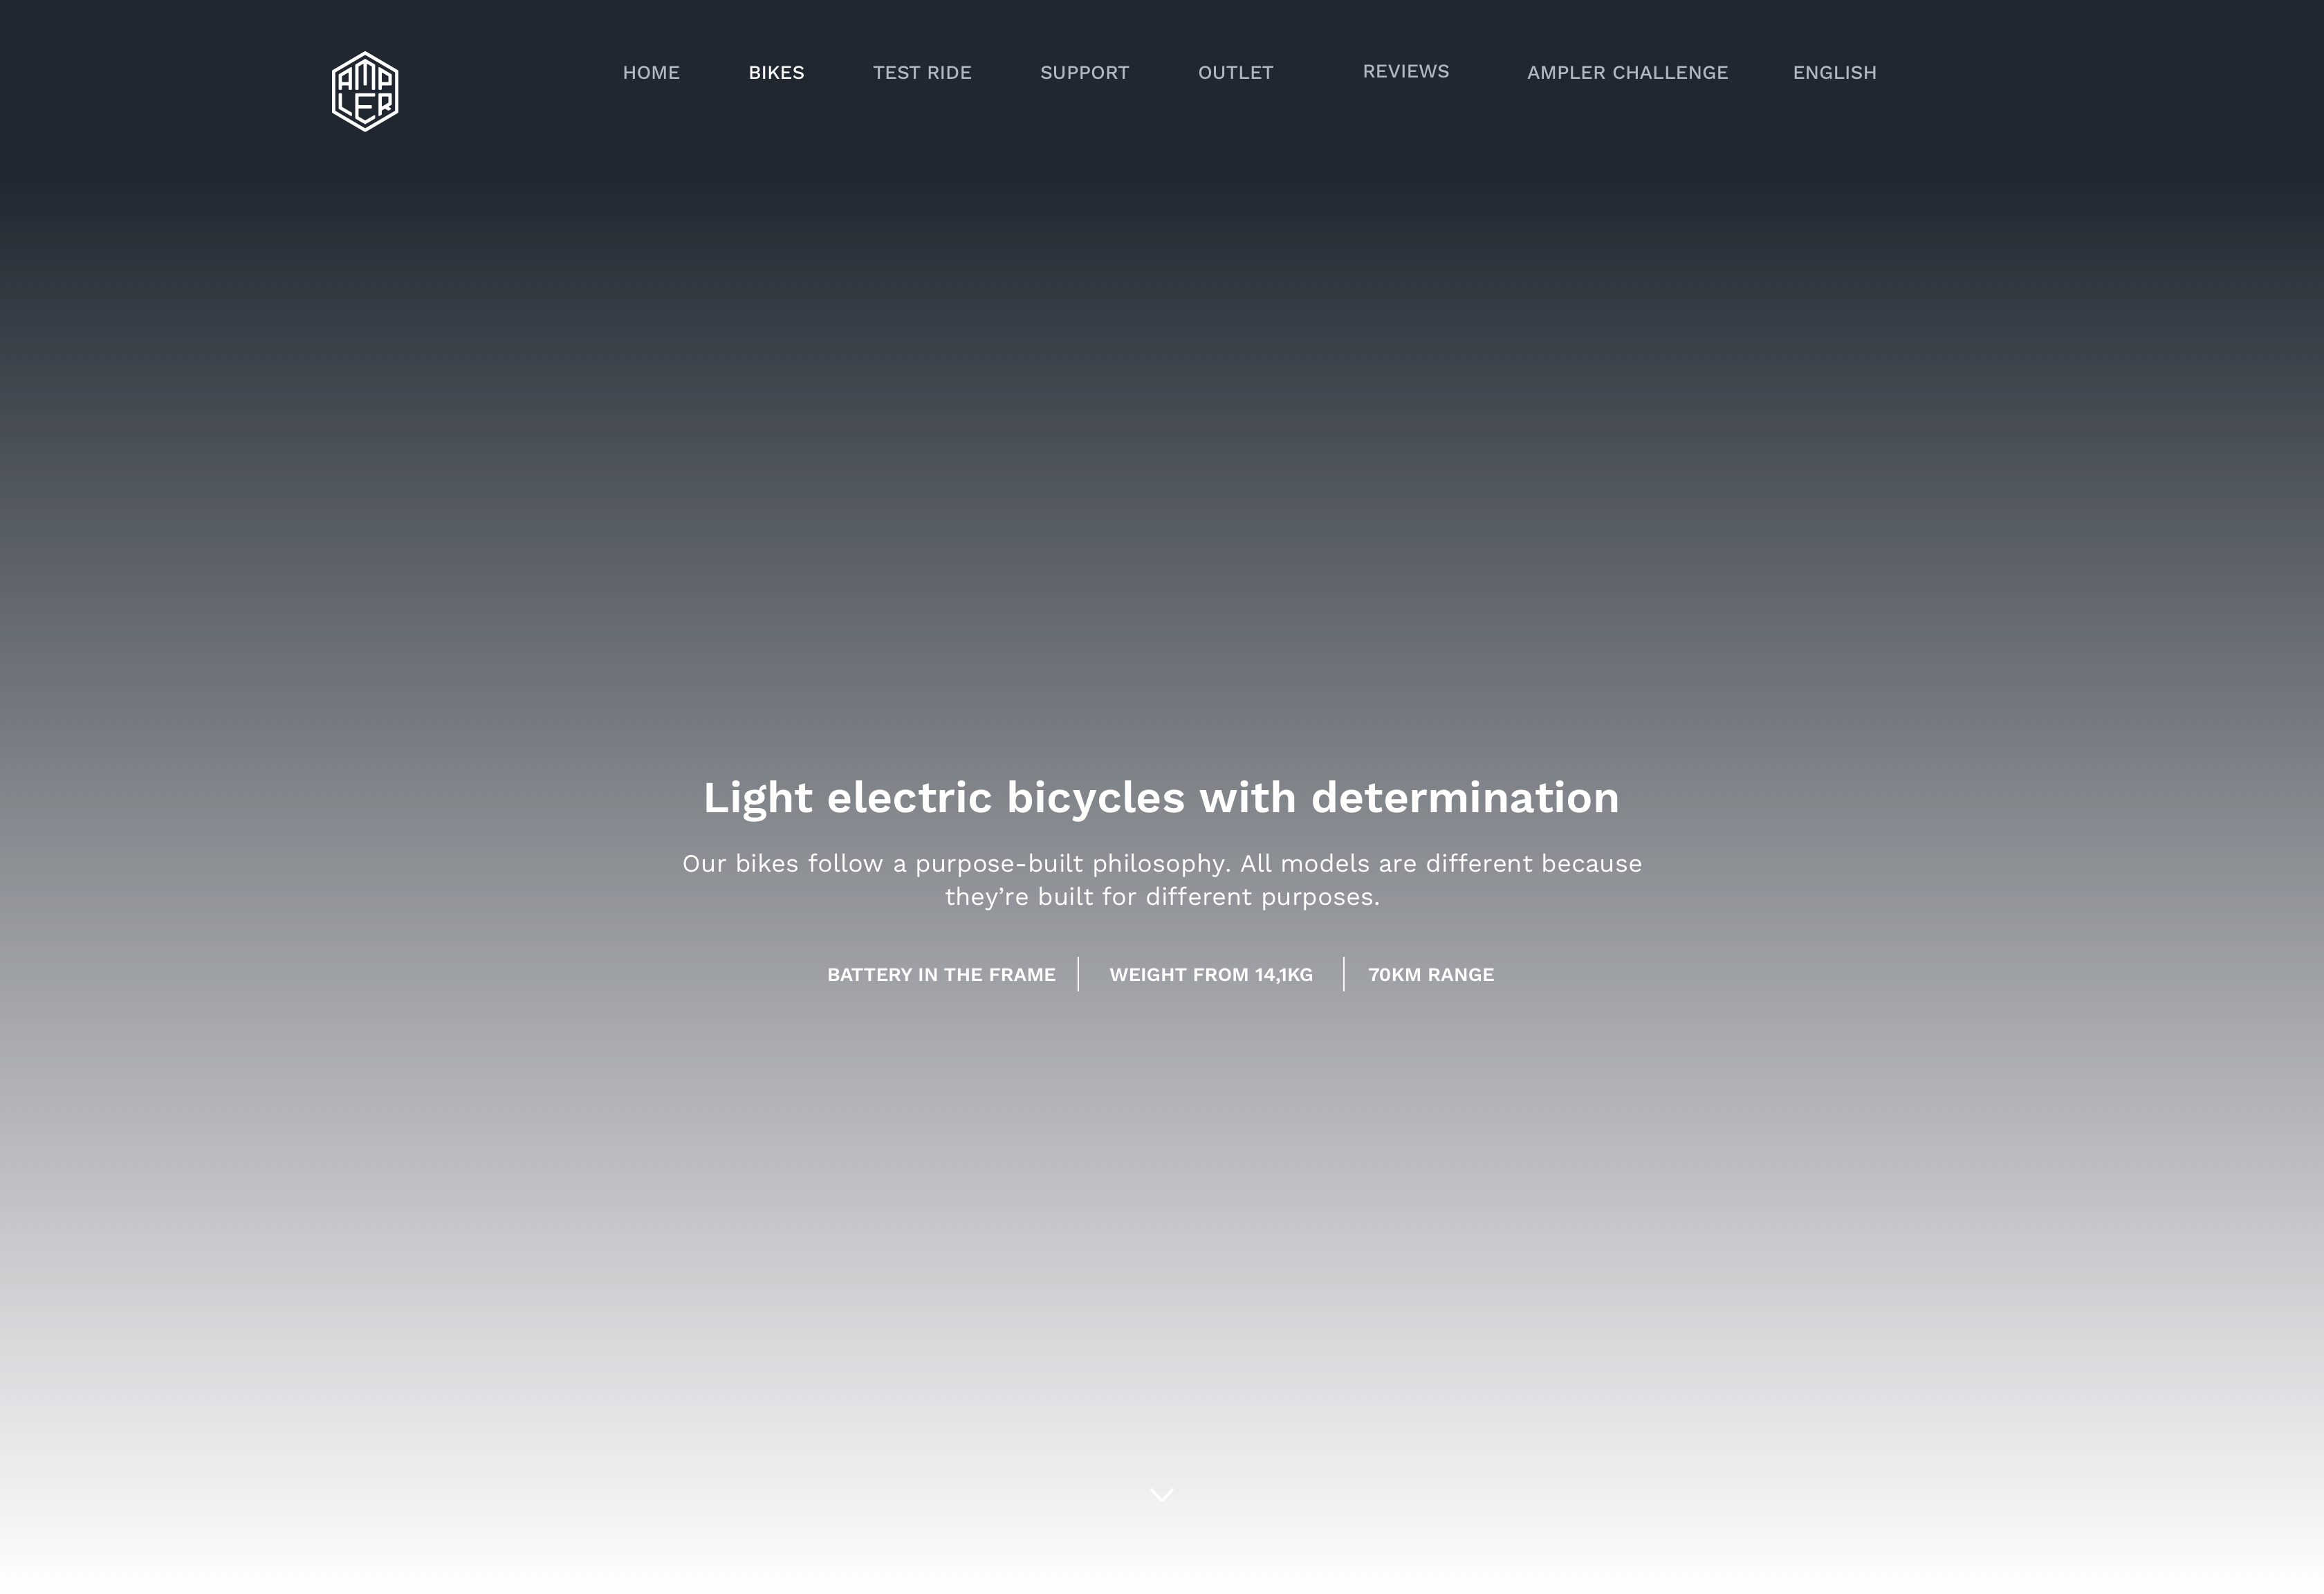 AMP
LER
HOME
BIKES
TEST RIDE
SUPPORT
OUTLET
REVIEWS
AMPLER CHALLENGE
ENGLISH
Light electric bicycles with determination
Our bikes follow a purpose-built philosophy. All models are different because
they’re built for different purposes.
BATTERY IN THE FRAME
WEIGHT FROM 14,1KG
70KM RANGE